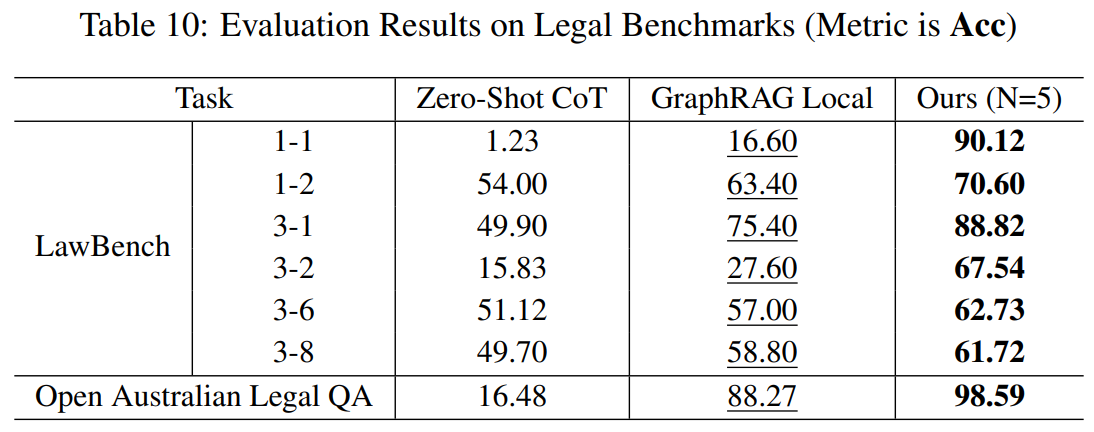 Table 10: Evaluation Results on Legal Benchmarks (Metric is Acc)
Task Zero-Shot CoT GraphRAG Local Ours (N=5)
LawBench
1-1 1.23 16.60 90.12
1-2 54.00 63.40 70.60
3-1 49.90 75.40 88.82
3-2 15.83 27.60 67.54
3-6 51.12 57.00 62.73
3-8 49.70 58.80 61.72
Open Australian Legal QA 16.48 88.27 98.59